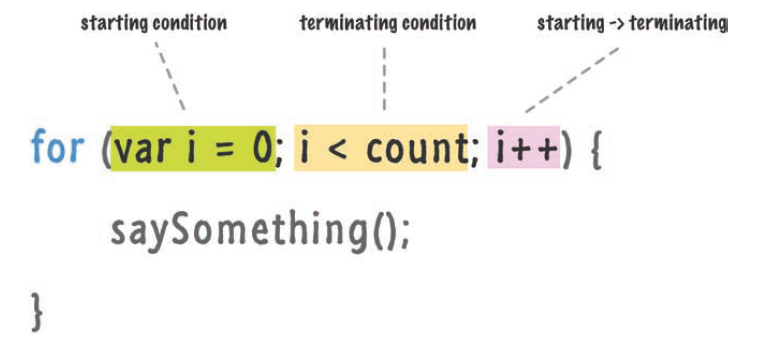 starting condition terminating condition starting -> terminating
for (var i = 0; i < count; i++) {
saySomething();
}